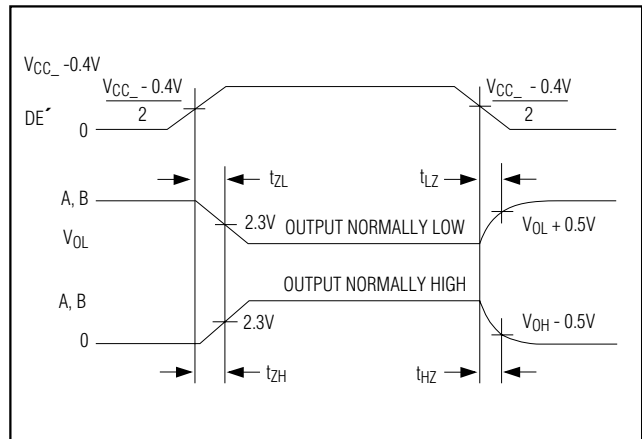 VCC_ -0.4V
VCC_ - 0.4V
2
VCC_ - 0.4V
2
DE´
0
tZL
tLZ
A, B
2.3V
OUTPUT NORMALLY LOW
VOL + 0.5V
VOL
OUTPUT NORMALLY HIGH
A, B
2.3V
VOH - 0.5V
0
tZH
tHZ